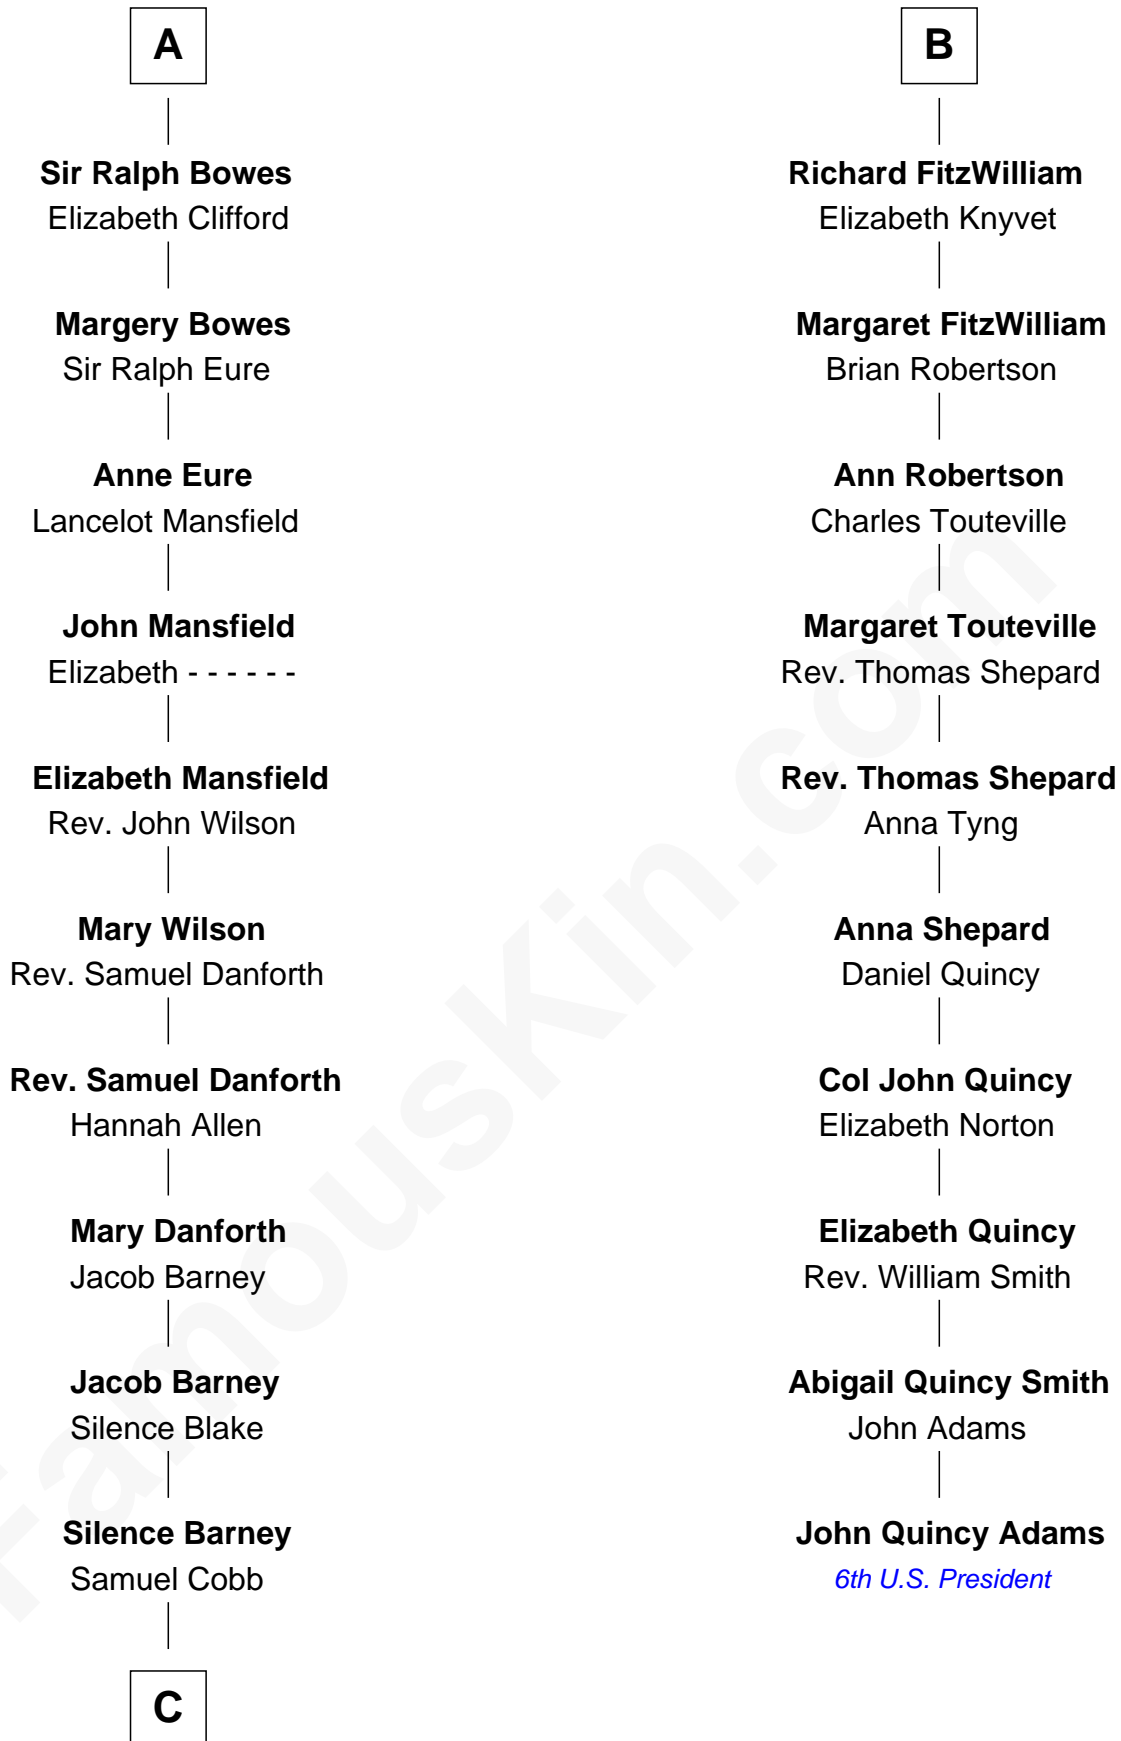 A
Sir Ralph Bowes
Elizabeth Clifford
Margery Bowes
Sir Ralph Eure
Anne Eure
Lancelot Mansfield
John Mansfield
Elizabeth - - - - - -
Elizabeth Mansfield
Rev. John Wilson
Mary Wilson
Rev. Samuel Danforth
Rev. Samuel Danforth
Hannah Allen
Mary Danforth
Jacob Barney
Jacob Barney
Silence Blake
Silence Barney
Samuel Cobb
C
B
Richard FitzWilliam
Elizabeth Knyvet
Margaret FitzWilliam
Brian Robertson
Ann Robertson
Charles Touteville
Margaret Touteville
Rev. Thomas Shepard
Rev. Thomas Shepard
Anna Tyng
Anna Shepard
Daniel Quincy
Col John Quincy
Elizabeth Norton
Elizabeth Quincy
Rev. William Smith
Abigail Quincy Smith
John Adams
John Quincy Adams
6th U.S. President
FamousKin.com